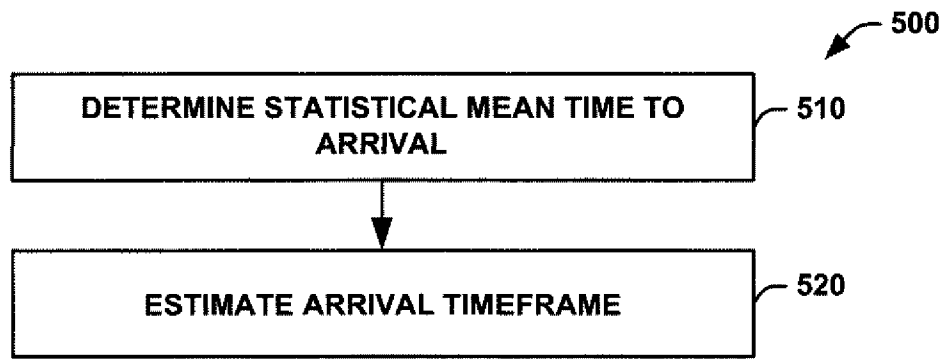 500
DETERMINE STATISTICAL MEAN TIME TO
ARRIVAL
510
ESTIMATE ARRIVAL TIMEFRAME
520